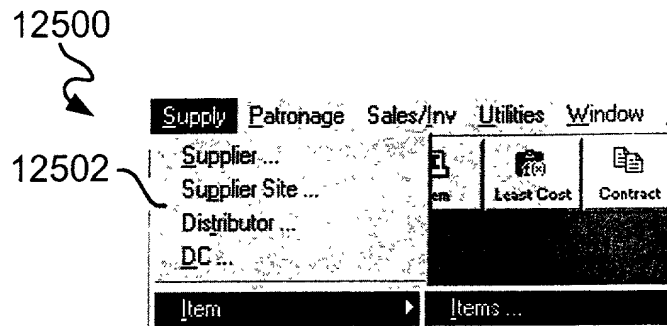 12500
Supply Patronage Sales/Inv Utilities Window
12502
Supplier ...
Supplier Site ...
Distributor ...
DC ...
Least Cost Contract
Item Items ...